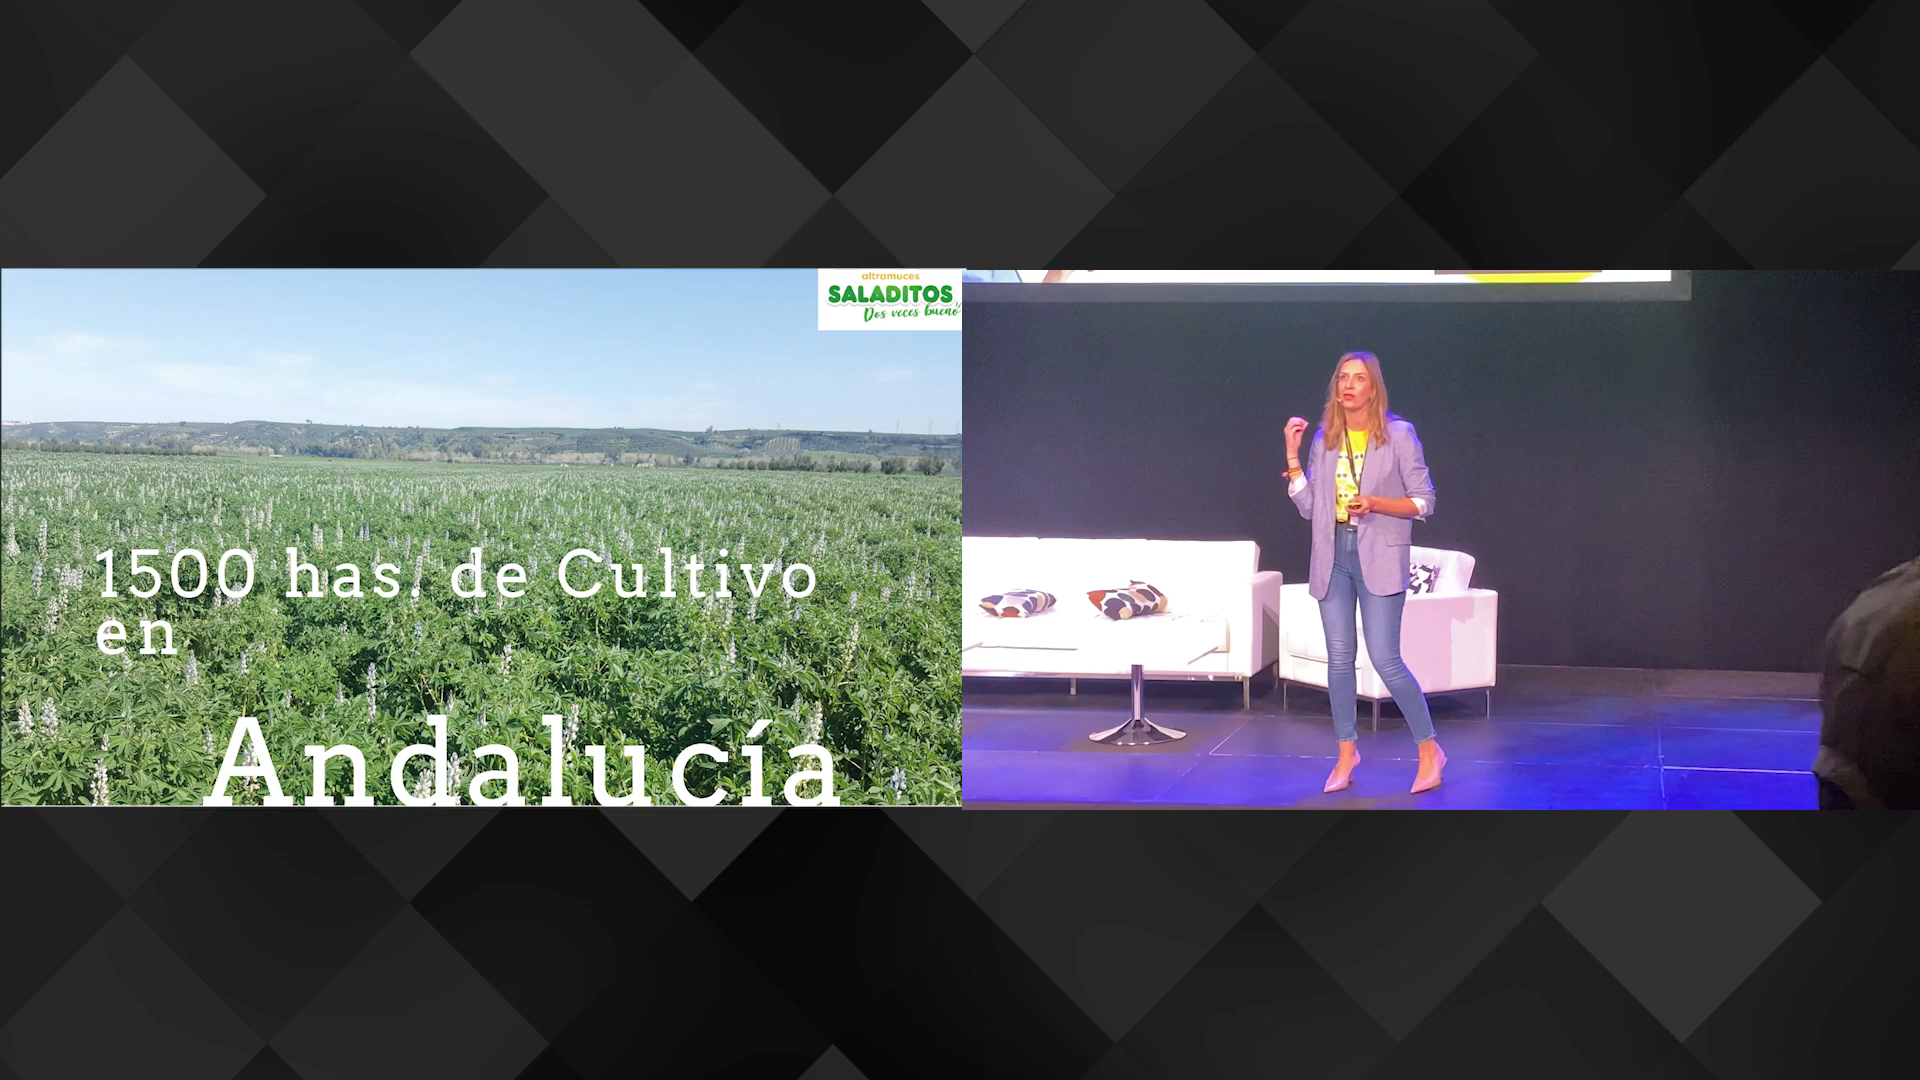 altramuces
SALADITOS
Dos veces bueno
1500 has. de Cultivo
en
Andalucía